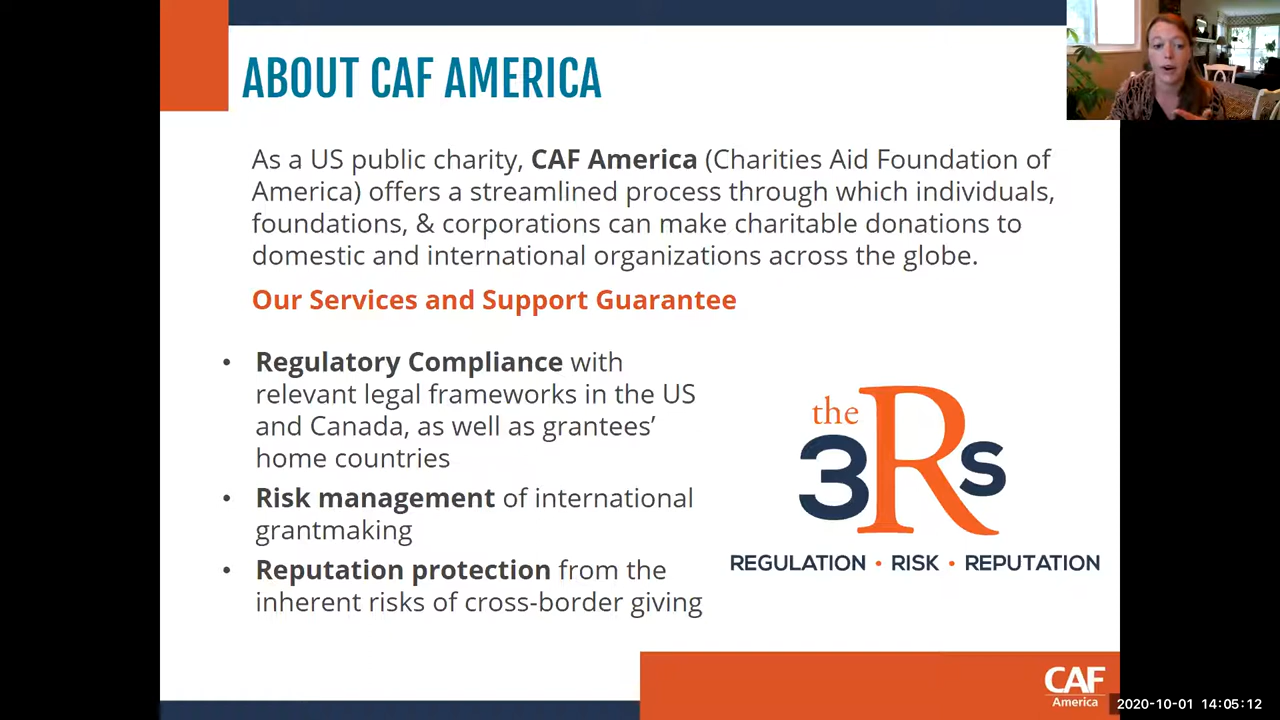 ABOUT CAF AMERICA
As a US public charity, CAF America (Charities Aid Foundation of
America) offers a streamlined process through which individuals,
foundations, & corporations can make charitable donations to
domestic and international organizations across the globe.
Our Services and Support Guarantee
• Regulatory Compliance with
relevant legal frameworks in the US
and Canada, as well as grantees’
home countries
• Risk management of international
grantmaking
• Reputation protection from the
inherent risks of cross-border giving
the
3Rs
REGULATION • RISK • REPUTATION
CAF
America
2020-10-01 14:05:12